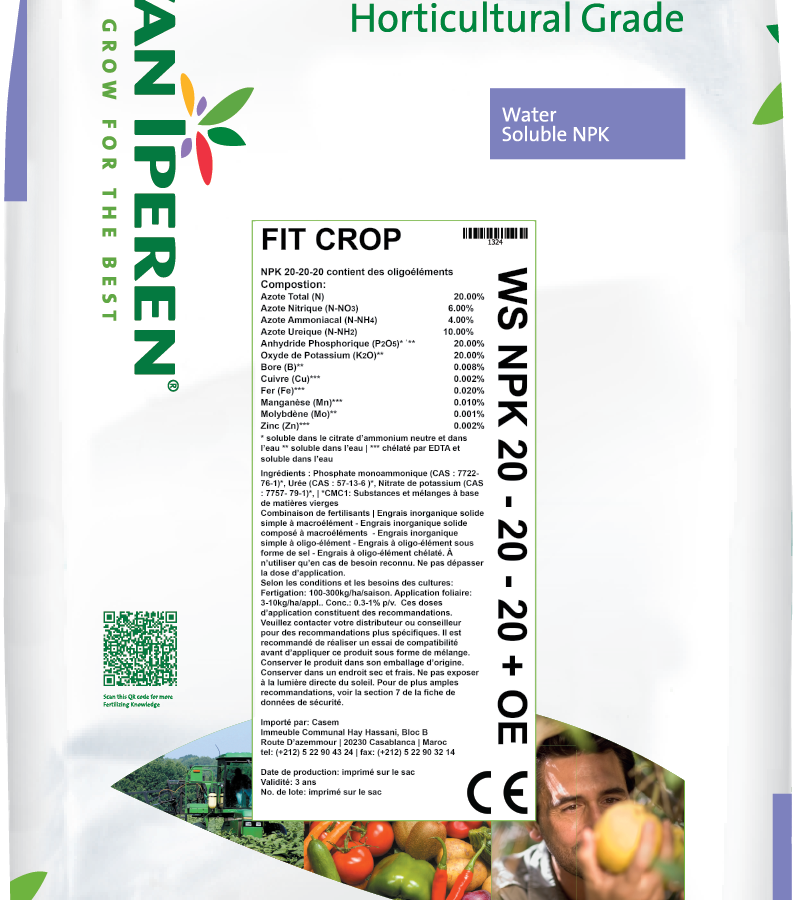 Horticultural Grade
VAN IPEREN®
GROW FOR THE BEST
Water
Soluble NPK
FIT CROP
1324
NPK 20-20-20 contient des oligoéléments
Compostion:
Azote Total (N) 20.00%
Azote Nitrique (N-NO3) 6.00%
Azote Ammoniacal (N-NH4) 4.00%
Azote Ureique (N-NH2) 10.00%
Anhydride Phosphorique (P2O5)* ´** 20.00%
Oxyde de Potassium (K2O)** 20.00%
Bore (B)** 0.008%
Cuivre (Cu)*** 0.002%
Fer (Fe)*** 0.020%
Manganèse (Mn)*** 0.010%
Molybdène (Mo)** 0.001%
Zinc (Zn)*** 0.002%
* soluble dans le citrate d'ammonium neutre et dans
l'eau ** soluble dans l'eau | *** chélaté par EDTA et
soluble dans l'eau
Ingrédients : Phosphate monoammonique (CAS : 7722-
76-1)*, Urée (CAS : 57-13-6 )*, Nitrate de potassium (CAS
: 7757- 79-1)*, | *CMC1: Substances et mélanges à base
de matières vierges
Combinaison de fertilisants | Engrais inorganique solide
simple à macroélément - Engrais inorganique solide
composé à macroéléments - Engrais inorganique
simple à oligo-élément - Engrais à oligo-élément sous
forme de sel - Engrais à oligo-élément chélaté. À
n'utiliser qu'en cas de besoin reconnu. Ne pas dépasser
la dose d'application.
Selon les conditions et les besoins des cultures:
Fertigation: 100-300kg/ha/saison. Application foliaire:
3-10kg/ha/appl.. Conc.: 0.3-1% p/v. Ces doses
d'application constituent des recommandations.
Veuillez contacter votre distributeur ou conseilleur
pour des recommandations plus spécifiques. Il est
recommandé de réaliser un essai de compatibilité
avant d'appliquer ce produit sous forme de mélange.
Conserver le produit dans son emballage d'origine.
Conserver dans un endroit sec et frais. Ne pas exposer
à la lumière directe du soleil. Pour de plus amples
recommandations, voir la section 7 de la fiche de
données de sécurité.
Importé par: Casem
Immeuble Communal Hay Hassani, Bloc B
Route D'azemmour | 20230 Casablanca | Maroc
tel: (+212) 5 22 90 43 24 | fax: (+212) 5 22 90 32 14
Date de production: imprimé sur le sac
Validité: 3 ans
No. de lote: imprimé sur le sac
WS NPK 20 - 20 - 20 + OE
CE
Scan this QR code for more
Fertilizing Knowledge